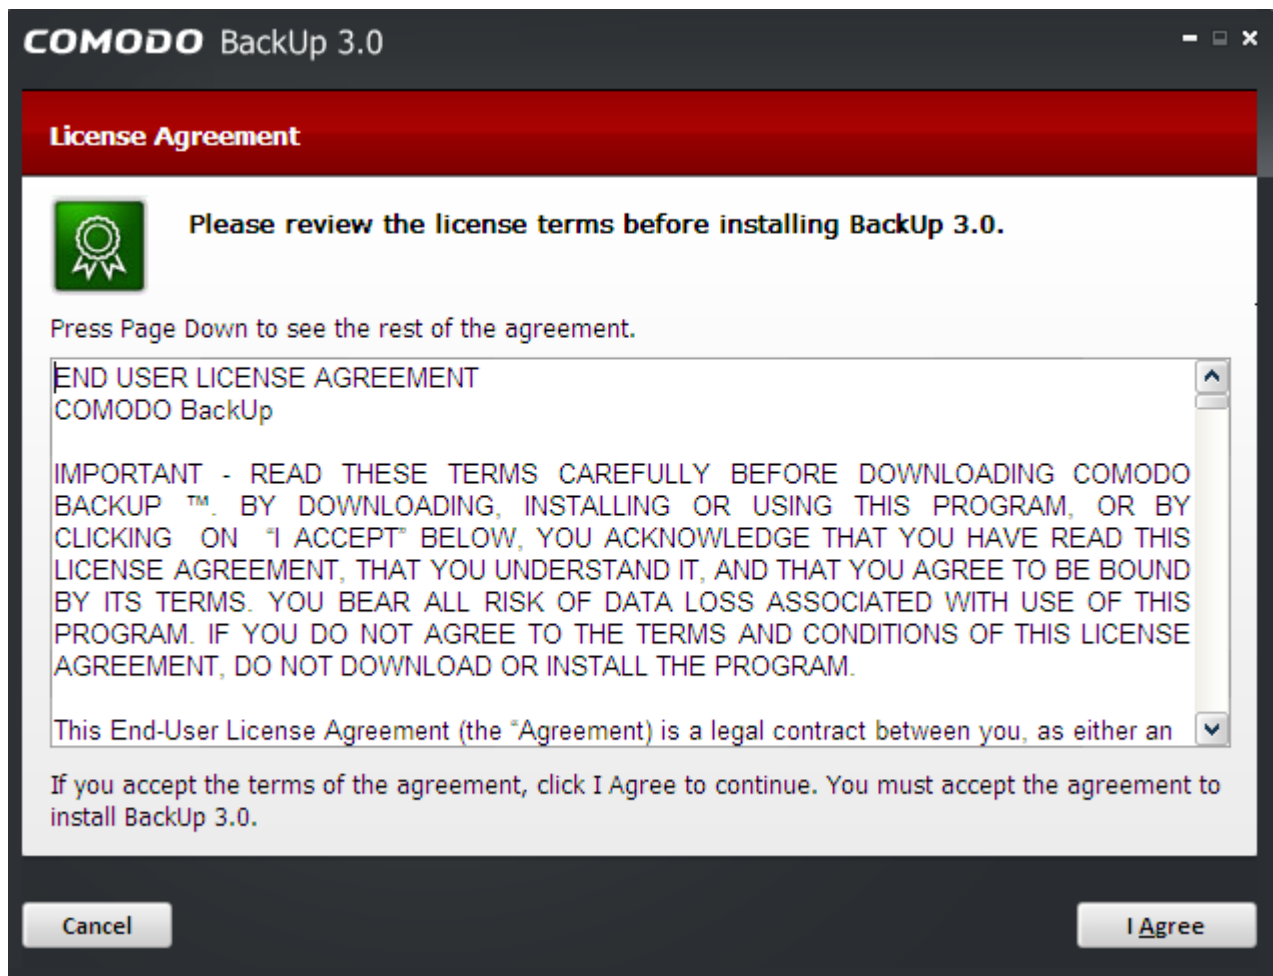 COMODO BackUp 3.0
License Agreement
Please review the license terms before installing BackUp 3.0.
Press Page Down to see the rest of the agreement.
END USER LICENSE AGREEMENT
COMODO BackUp
IMPORTANT - READ THESE TERMS CAREFULLY BEFORE DOWNLOADING COMODO
BACKUP ™. BY DOWNLOADING, INSTALLING OR USING THIS PROGRAM, OR BY
CLICKING ON “I ACCEPT” BELOW, YOU ACKNOWLEDGE THAT YOU HAVE READ THIS
LICENSE AGREEMENT, THAT YOU UNDERSTAND IT, AND THAT YOU AGREE TO BE BOUND
BY ITS TERMS. YOU BEAR ALL RISK OF DATA LOSS ASSOCIATED WITH USE OF THIS
PROGRAM. IF YOU DO NOT AGREE TO THE TERMS AND CONDITIONS OF THIS LICENSE
AGREEMENT, DO NOT DOWNLOAD OR INSTALL THE PROGRAM.
This End-User License Agreement (the “Agreement) is a legal contract between you, as either an
If you accept the terms of the agreement, click I Agree to continue. You must accept the agreement to
install BackUp 3.0.
Cancel
I Agree